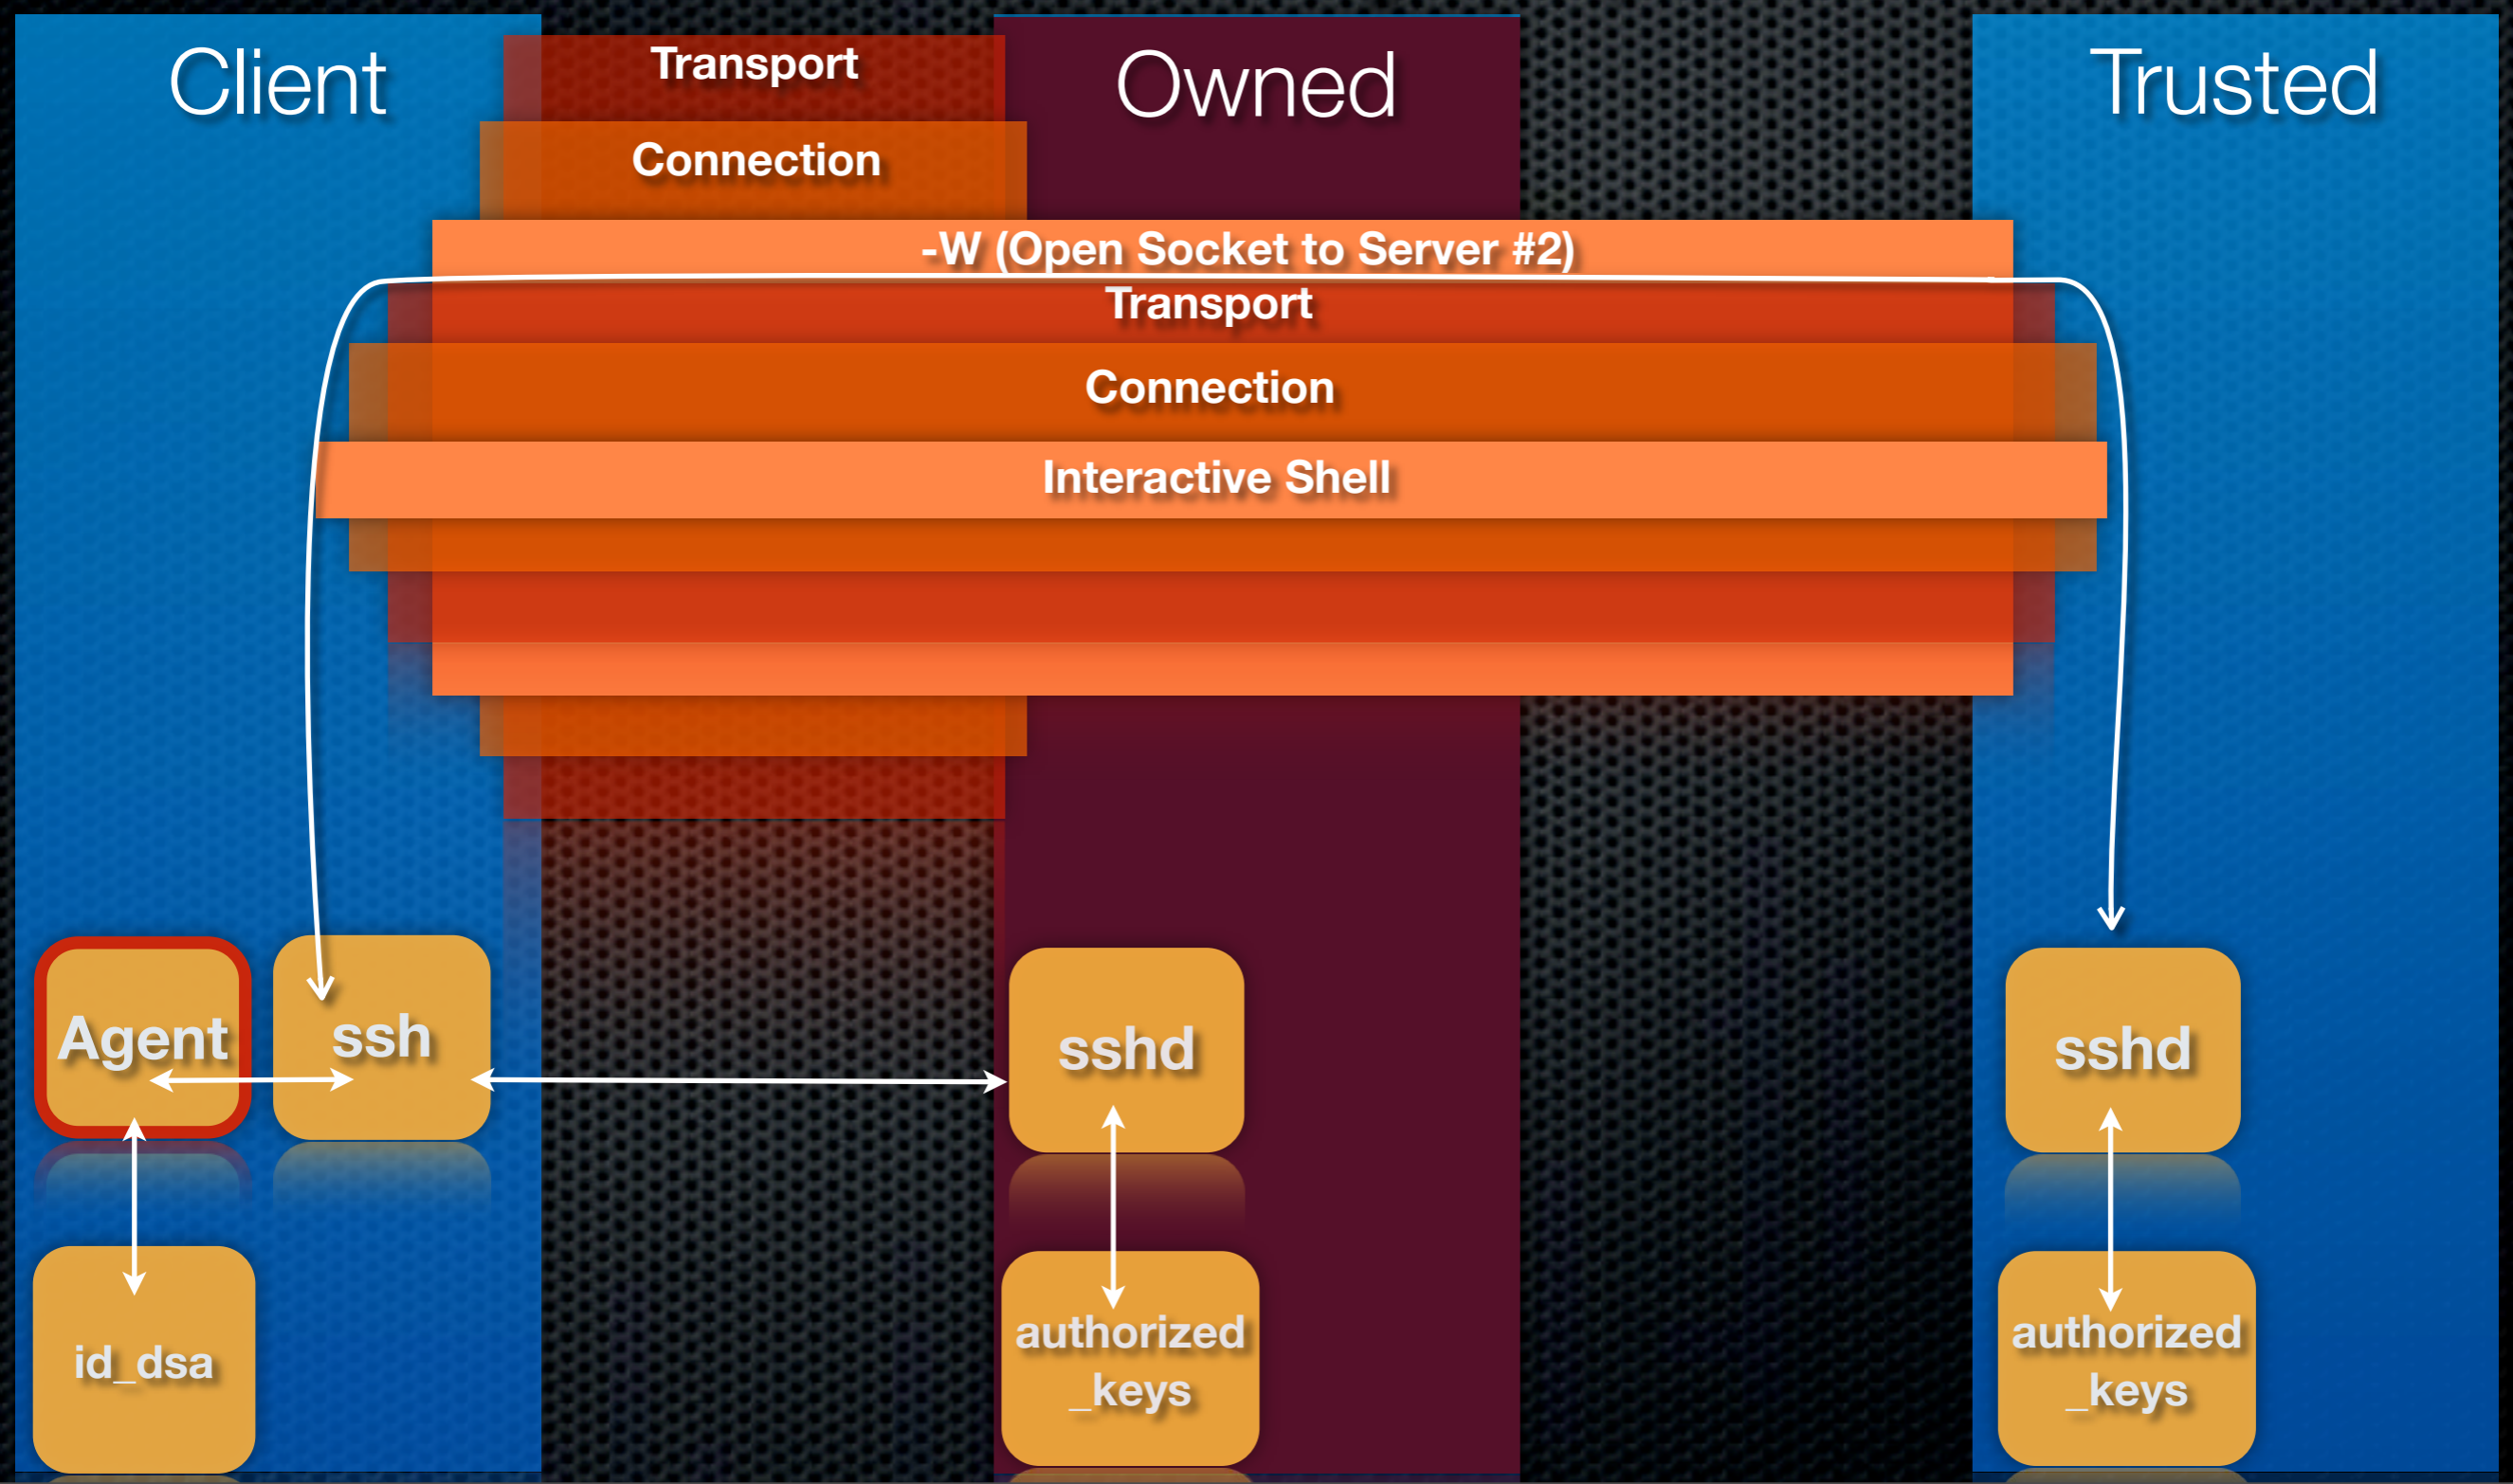 Client
Transport
Owned
Trusted
Connection
-W (Open Socket to Server #2)
Transport
Connection
Interactive Shell
Agent
ssh
sshd
sshd
id_dsa
authorized
_keys
authorized
_keys